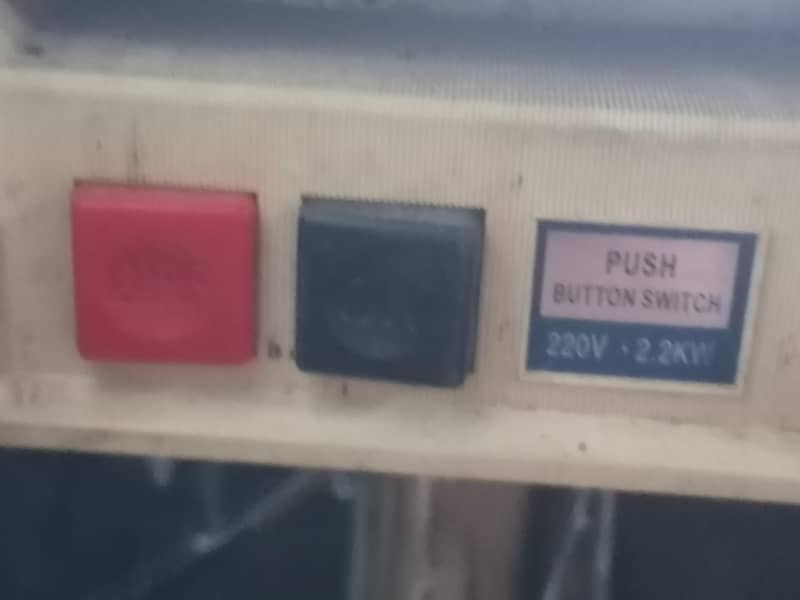 PUSH
BUTTON SWITCH
220V · 2.2KW